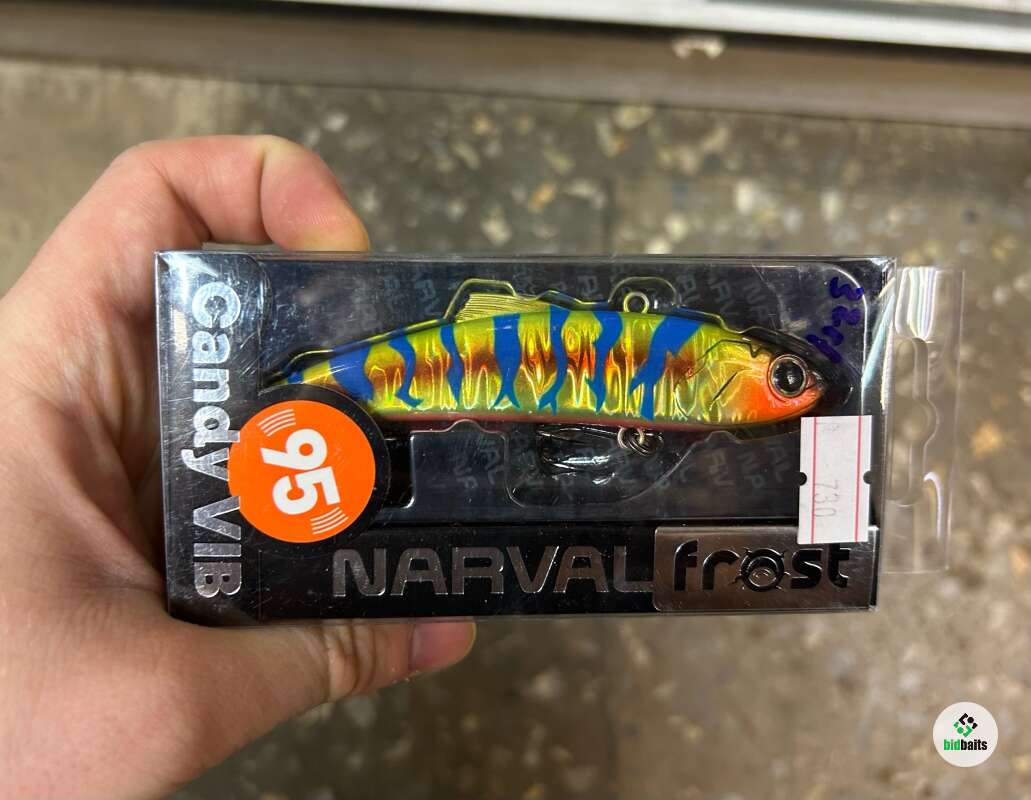 Candy VIB
95
NARVAL frost
730
bidbaits